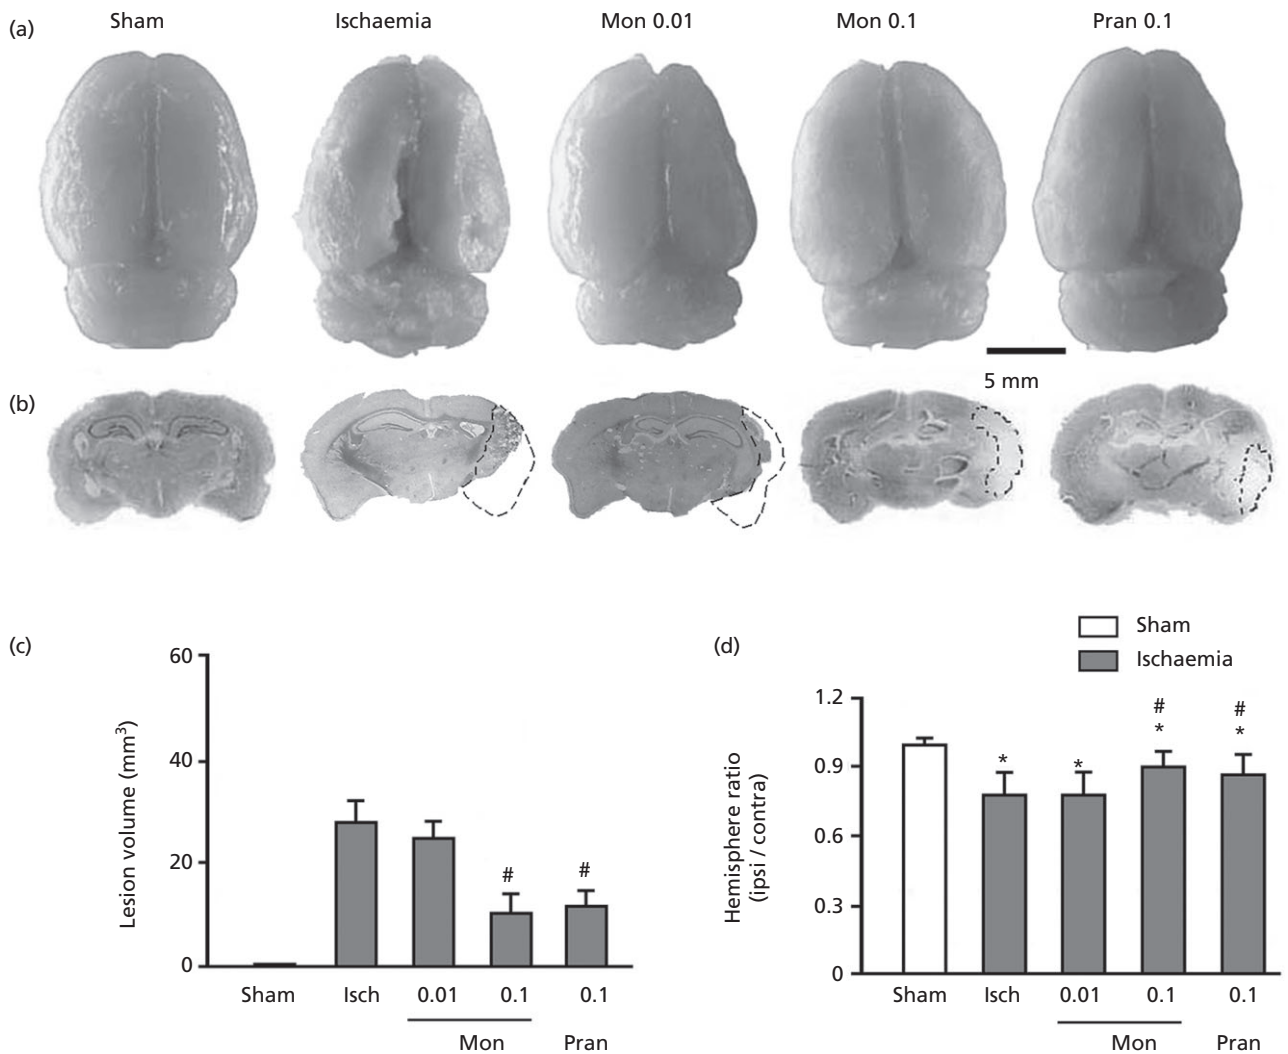 (a)
Sham Ischaemia Mon 0.01 Mon 0.1 Pran 0.1
5 mm
(b)
(c)
60
40
20
0
Lesion volume (mm³)
# #
Sham Isch 0.01 0.1 0.1
Mon Pran
(d)
Sham
Ischaemia
1.2
0.9
0.6
0.3
0
Hemisphere ratio
(ipsi / contra)
# #
* * * *
Sham Isch 0.01 0.1 0.1
Mon Pran